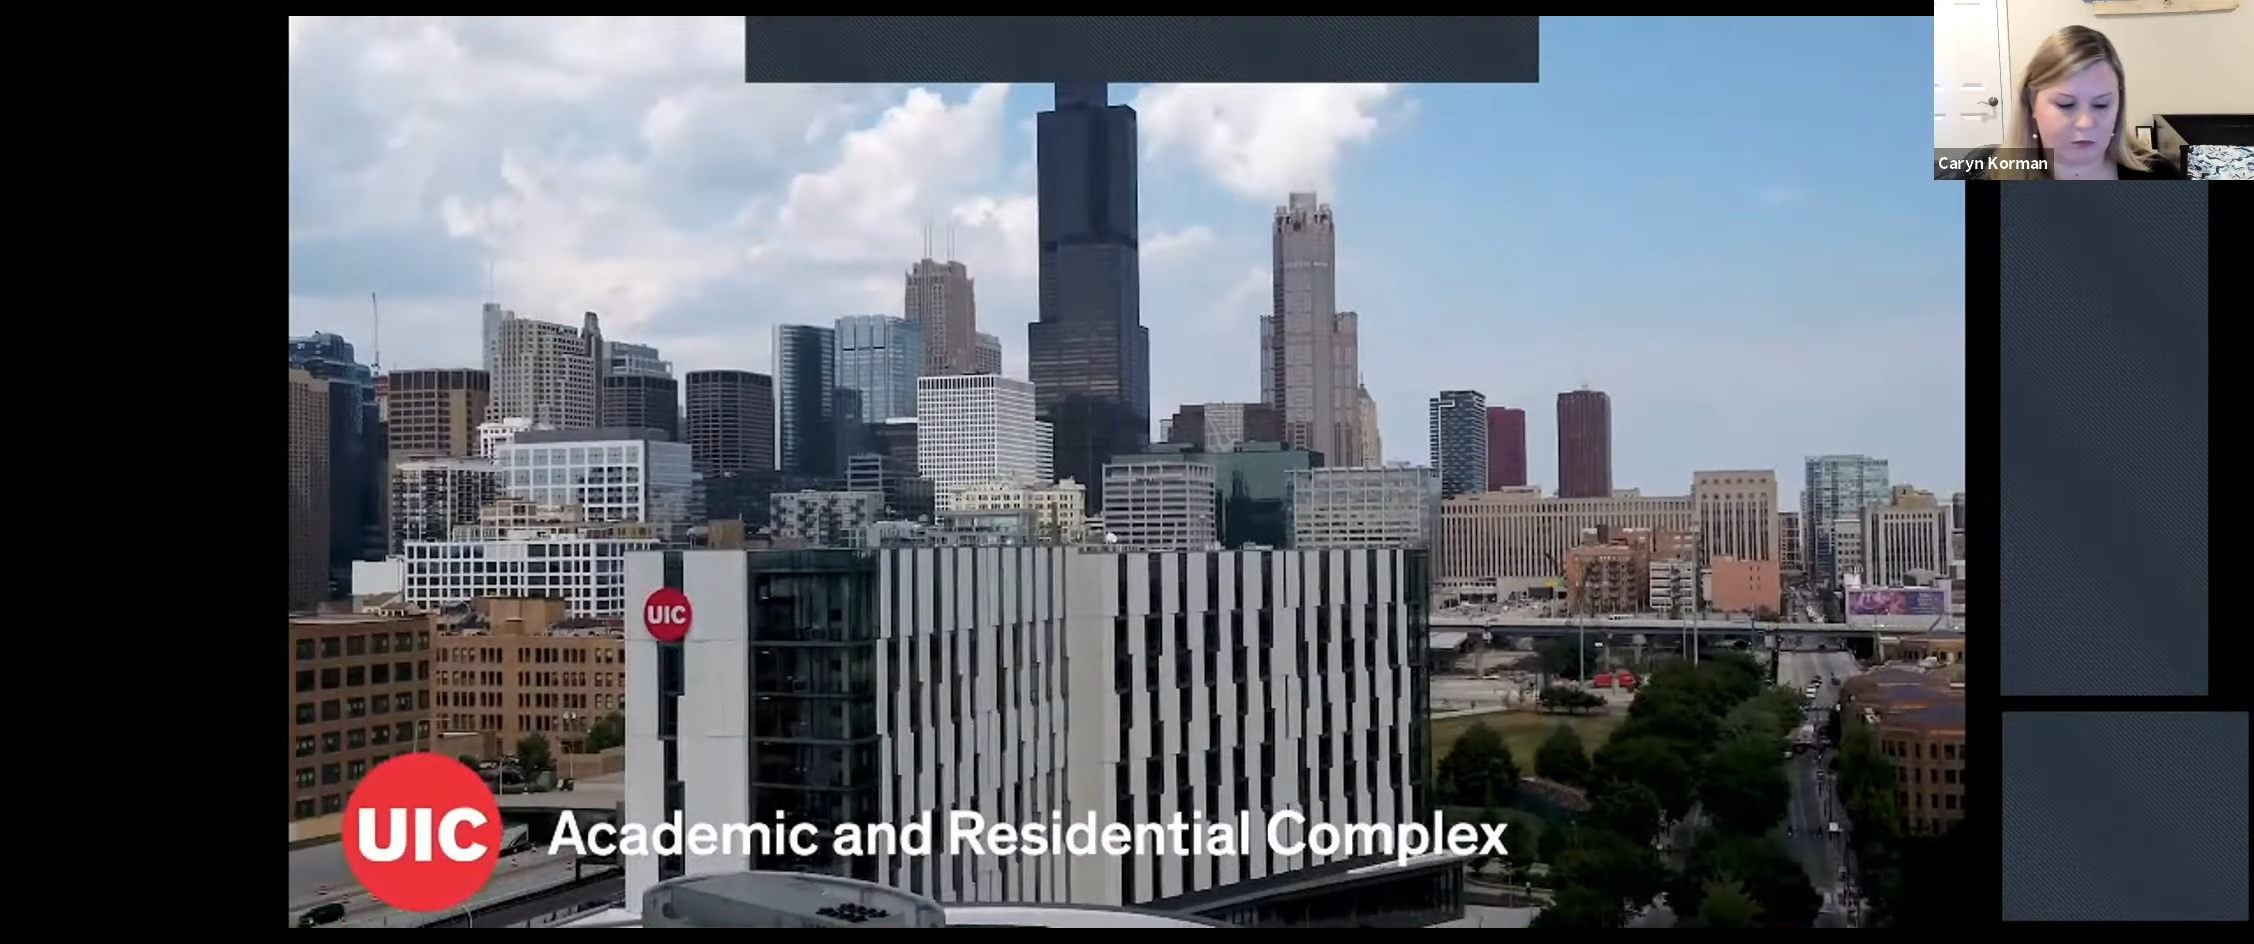 Caryn Korman
UIC
UIC Academic and Residential Complex